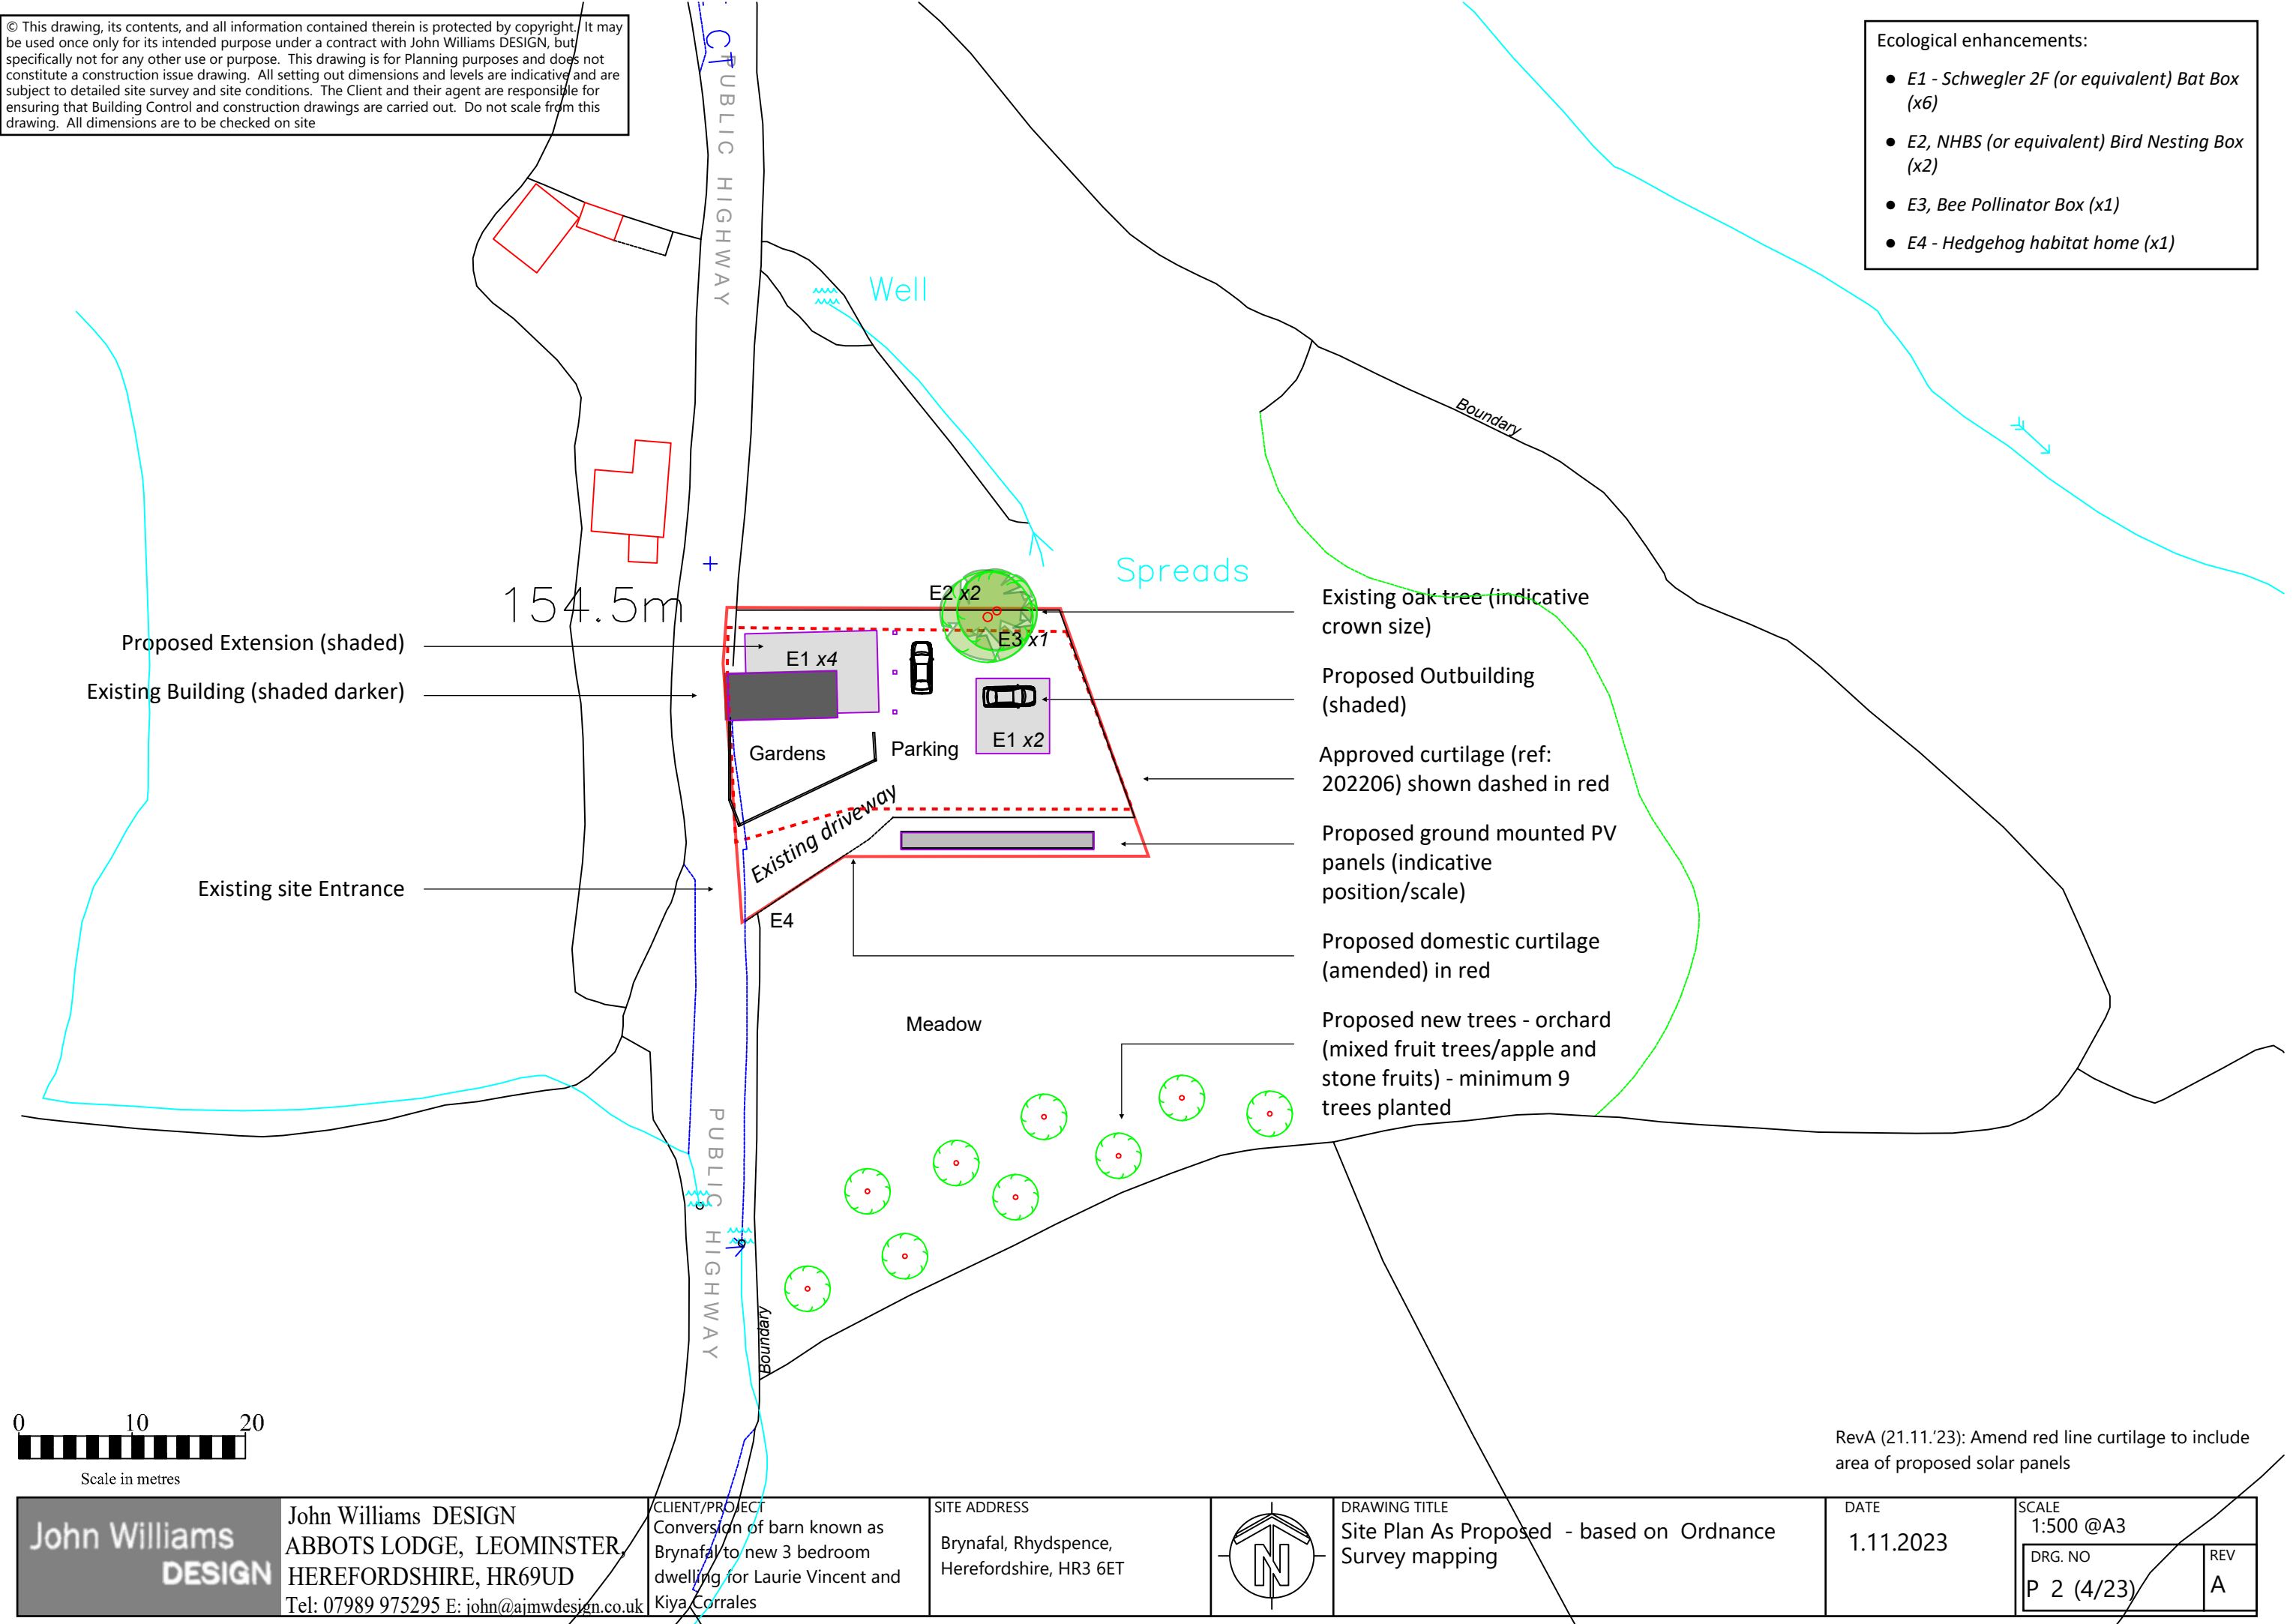 © This drawing, its contents, and all information contained therein is protected by copyright. It may
be used once only for its intended purpose under a contract with John Williams DESIGN, but
specifically not for any other use or purpose. This drawing is for Planning purposes and does not
constitute a construction issue drawing. All setting out dimensions and levels are indicative and are
subject to detailed site survey and site conditions. The Client and their agent are responsible for
ensuring that Building Control and construction drawings are carried out. Do not scale from this
drawing. All dimensions are to be checked on site
CT
PUBLIC HIGHWAY
Ecological enhancements:
● E1 - Schwegler 2F (or equivalent) Bat Box
(x6)
● E2, NHBS (or equivalent) Bird Nesting Box
(x2)
● E3, Bee Pollinator Box (x1)
● E4 - Hedgehog habitat home (x1)
Well
Boundary
Spreads
154.5m
Proposed Extension (shaded)
Existing Building (shaded darker)
Existing site Entrance
E2 x2
E3 x1
E1 x4
E1 x2
Gardens
Parking
Existing driveway
E4
Existing oak tree (indicative
crown size)
Proposed Outbuilding
(shaded)
Approved curtilage (ref:
202206) shown dashed in red
Proposed ground mounted PV
panels (indicative
position/scale)
Proposed domestic curtilage
(amended) in red
Proposed new trees - orchard
(mixed fruit trees/apple and
stone fruits) - minimum 9
trees planted
Meadow
PUBLIC HIGHWAY
Boundary
0 10 20
Scale in metres
RevA (21.11.'23): Amend red line curtilage to include
area of proposed solar panels
John Williams
DESIGN
John Williams DESIGN
ABBOTS LODGE, LEOMINSTER,
HEREFORDSHIRE, HR69UD
Tel: 07989 975295 E: john@ajmwdesign.co.uk
CLIENT/PROJECT
Conversion of barn known as
Brynafal to new 3 bedroom
dwelling for Laurie Vincent and
Kiya Corrales
SITE ADDRESS
Brynafal, Rhydspence,
Herefordshire, HR3 6ET
N
DRAWING TITLE
Site Plan As Proposed - based on Ordnance
Survey mapping
DATE
1.11.2023
SCALE
1:500 @A3
DRG. NO
P 2 (4/23)
REV
A